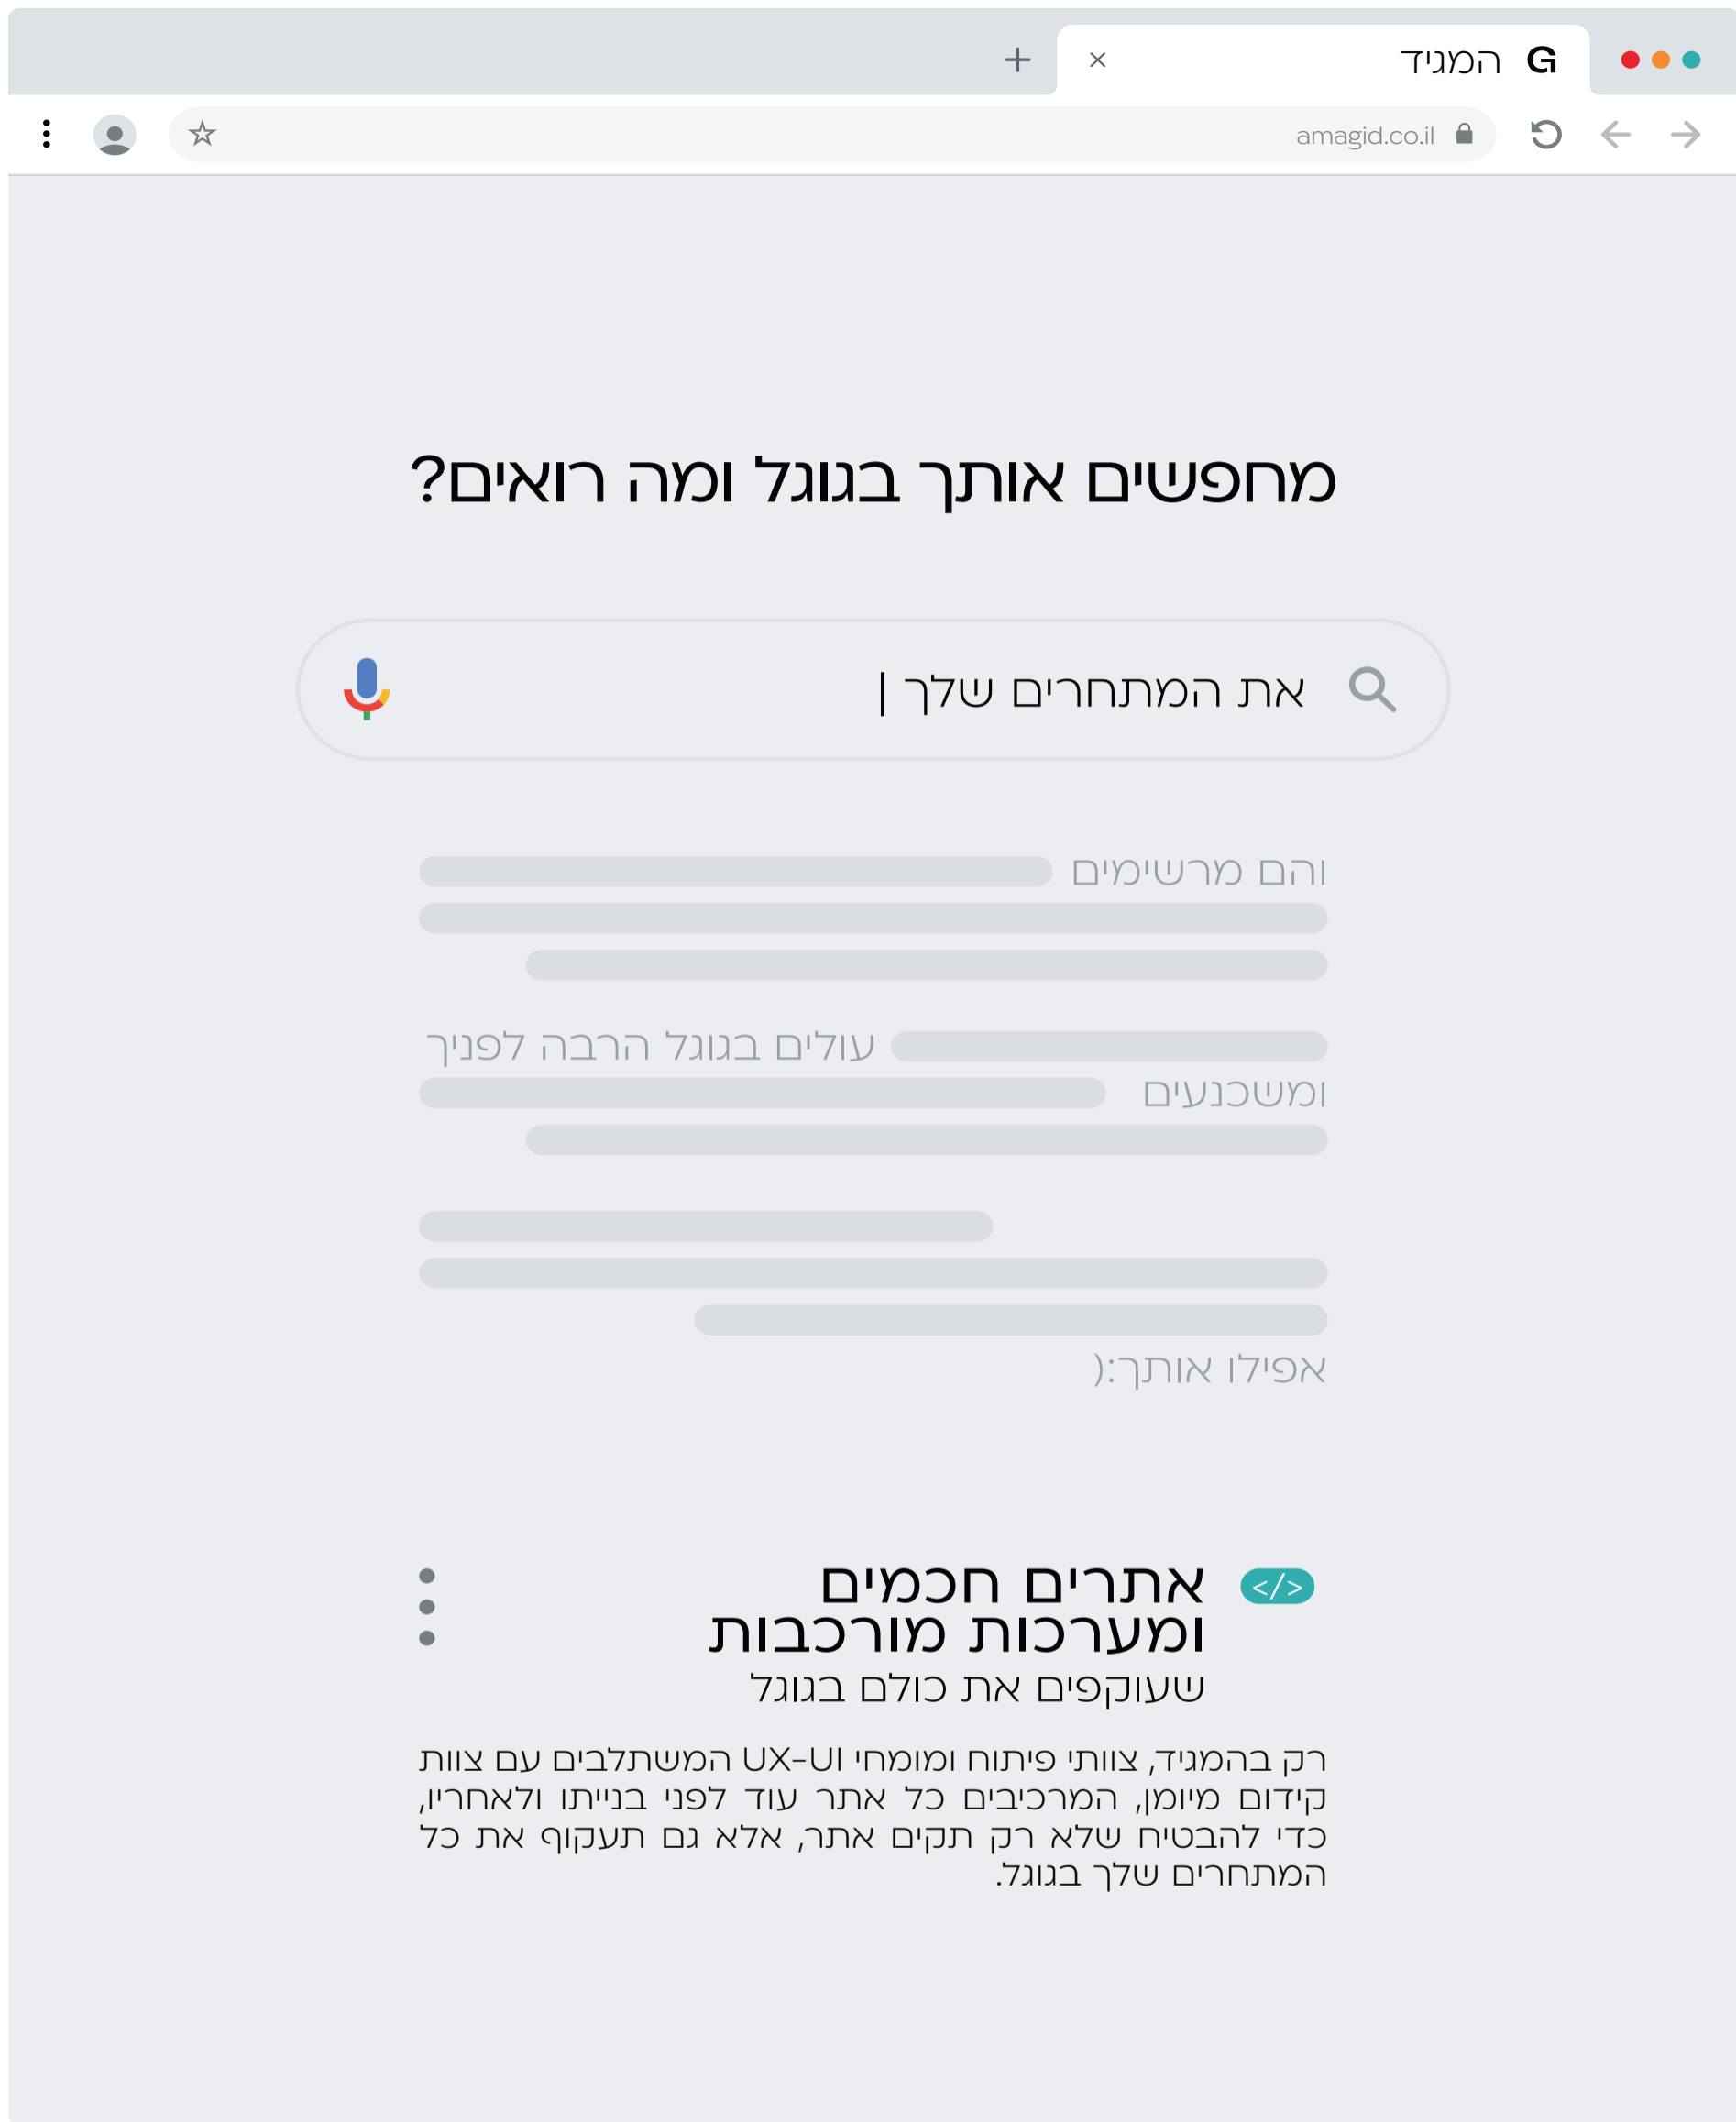 G המגיד
amagid.co.il
מחפשים אותך בגוגל ומה רואים?
את המתחרים שלך |
והם מרשימים
עולים בגוגל הרבה לפניך
ומשכנעים
אפילו אותך:(
</>
אתרים חכמים
ומערכות מורכבות
שעוקפים את כולם בגוגל
רק בהמגיד, צוותי פיתוח ומומחי UX-UI המשתלבים עם צוות
קידום מיומן, המרכיבים כל אתר עוד לפני בנייתו ולאחריו,
כדי להבטיח שלא רק תקים אתר, אלא גם תעקוף את כל
המתחרים שלך בגוגל.